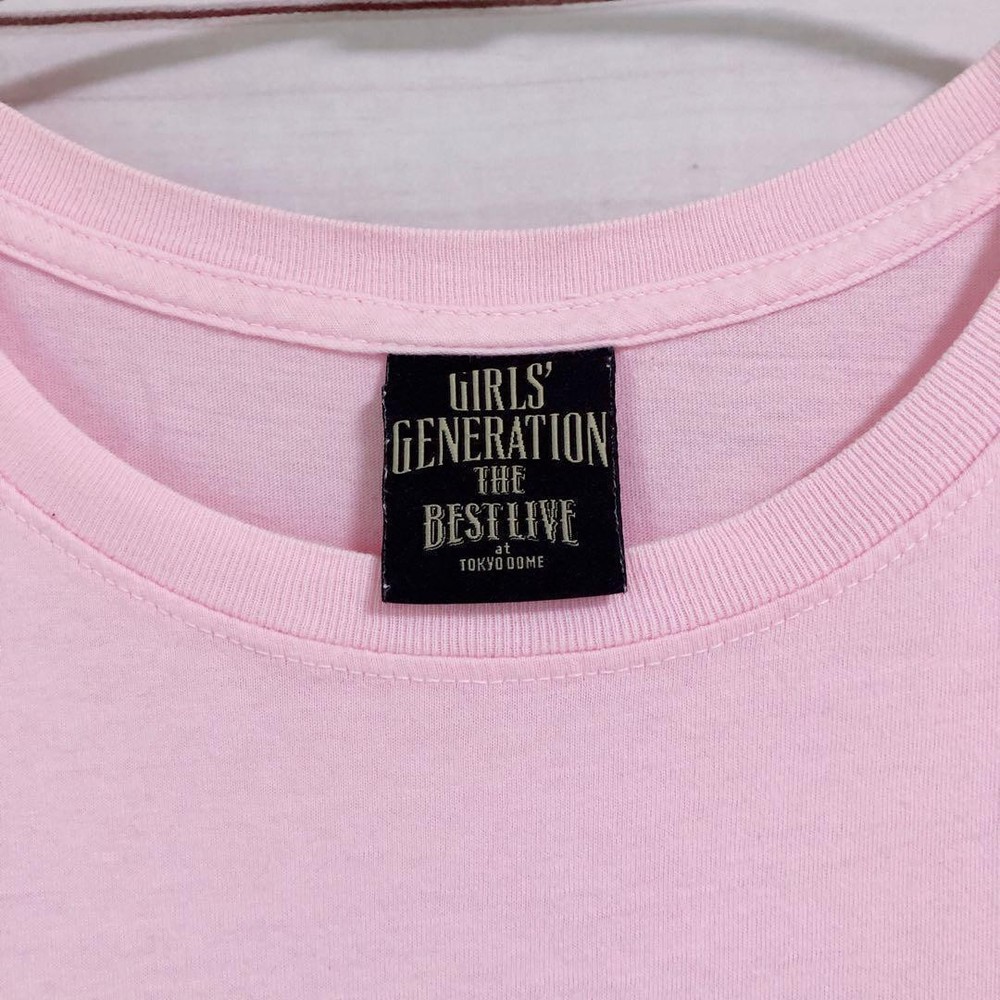 GIRLS'
GENERATION
THE
BEST LIVE
at
TOKYO DOME